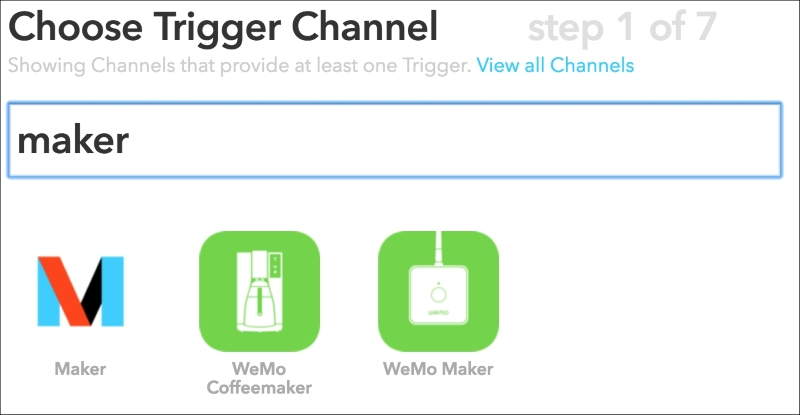 Choose Trigger Channel step 1 of 7
Showing Channels that provide at least one Trigger. View all Channels
maker
wemo
Maker WeMo Coffeemaker WeMo Maker